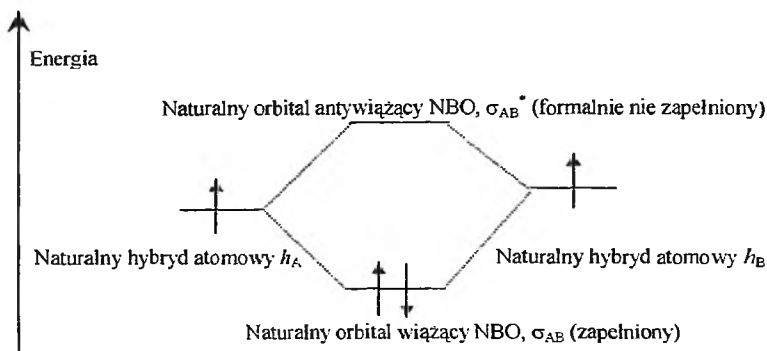 Energia
Naturalny orbital antywiążący NBO, σAB* (formalnie nie zapełniony)
Naturalny hybryd atomowy hA
Naturalny hybryd atomowy hB
Naturalny orbital wiążący NBO, σAB (zapełniony)